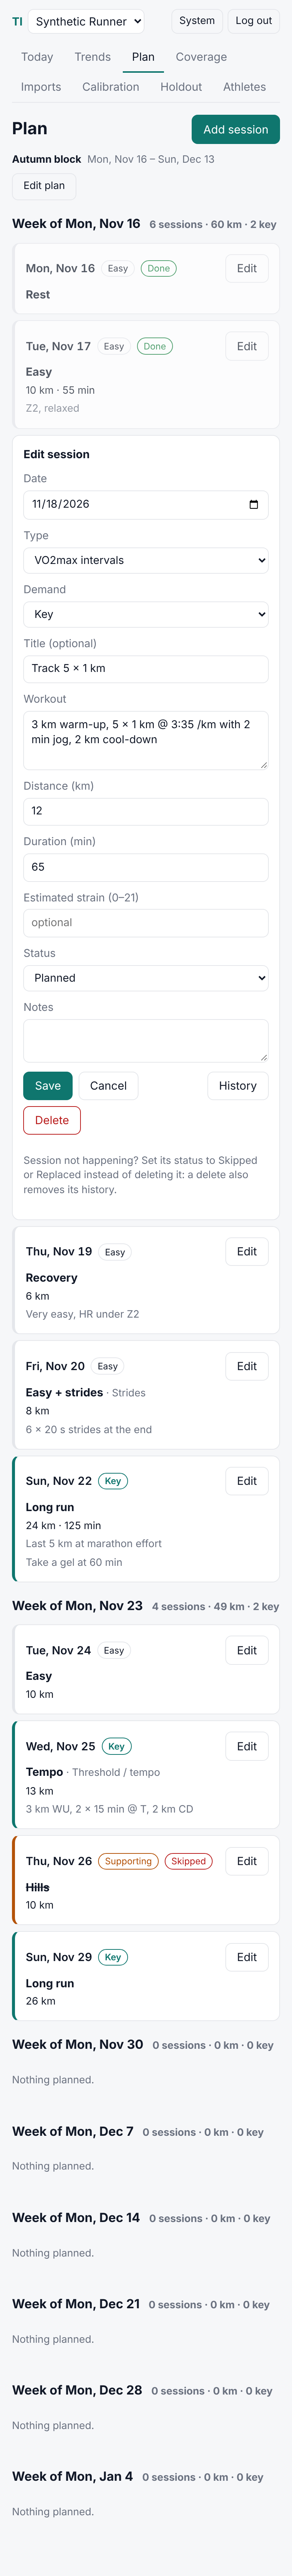 TI Synthetic Runner System Log out
Today Trends Plan Coverage
Imports Calibration Holdout Athletes
Plan Add session
Autumn block Mon, Nov 16 – Sun, Dec 13
Edit plan
Week of Mon, Nov 16 6 sessions · 60 km · 2 key
Mon, Nov 16 Easy Done Edit
Rest
Tue, Nov 17 Easy Done Edit
Easy
10 km · 55 min
Z2, relaxed
Edit session
Date
11/18/2026
Type
VO2max intervals
Demand
Key
Title (optional)
Track 5 × 1 km
Workout
3 km warm-up, 5 × 1 km @ 3:35 /km with 2
min jog, 2 km cool-down
Distance (km)
12
Duration (min)
65
Estimated strain (0–21)
optional
Status
Planned
Notes
Save Cancel History
Delete
Session not happening? Set its status to Skipped
or Replaced instead of deleting it: a delete also
removes its history.
Thu, Nov 19 Easy Edit
Recovery
6 km
Very easy, HR under Z2
Fri, Nov 20 Easy Edit
Easy + strides · Strides
8 km
6 × 20 s strides at the end
Sun, Nov 22 Key Edit
Long run
24 km · 125 min
Last 5 km at marathon effort
Take a gel at 60 min
Week of Mon, Nov 23 4 sessions · 49 km · 2 key
Tue, Nov 24 Easy Edit
Easy
10 km
Wed, Nov 25 Key Edit
Tempo · Threshold / tempo
13 km
3 km WU, 2 × 15 min @ T, 2 km CD
Thu, Nov 26 Supporting Skipped Edit
Hills
10 km
Sun, Nov 29 Key Edit
Long run
26 km
Week of Mon, Nov 30 0 sessions · 0 km · 0 key
Nothing planned.
Week of Mon, Dec 7 0 sessions · 0 km · 0 key
Nothing planned.
Week of Mon, Dec 14 0 sessions · 0 km · 0 key
Nothing planned.
Week of Mon, Dec 21 0 sessions · 0 km · 0 key
Nothing planned.
Week of Mon, Dec 28 0 sessions · 0 km · 0 key
Nothing planned.
Week of Mon, Jan 4 0 sessions · 0 km · 0 key
Nothing planned.